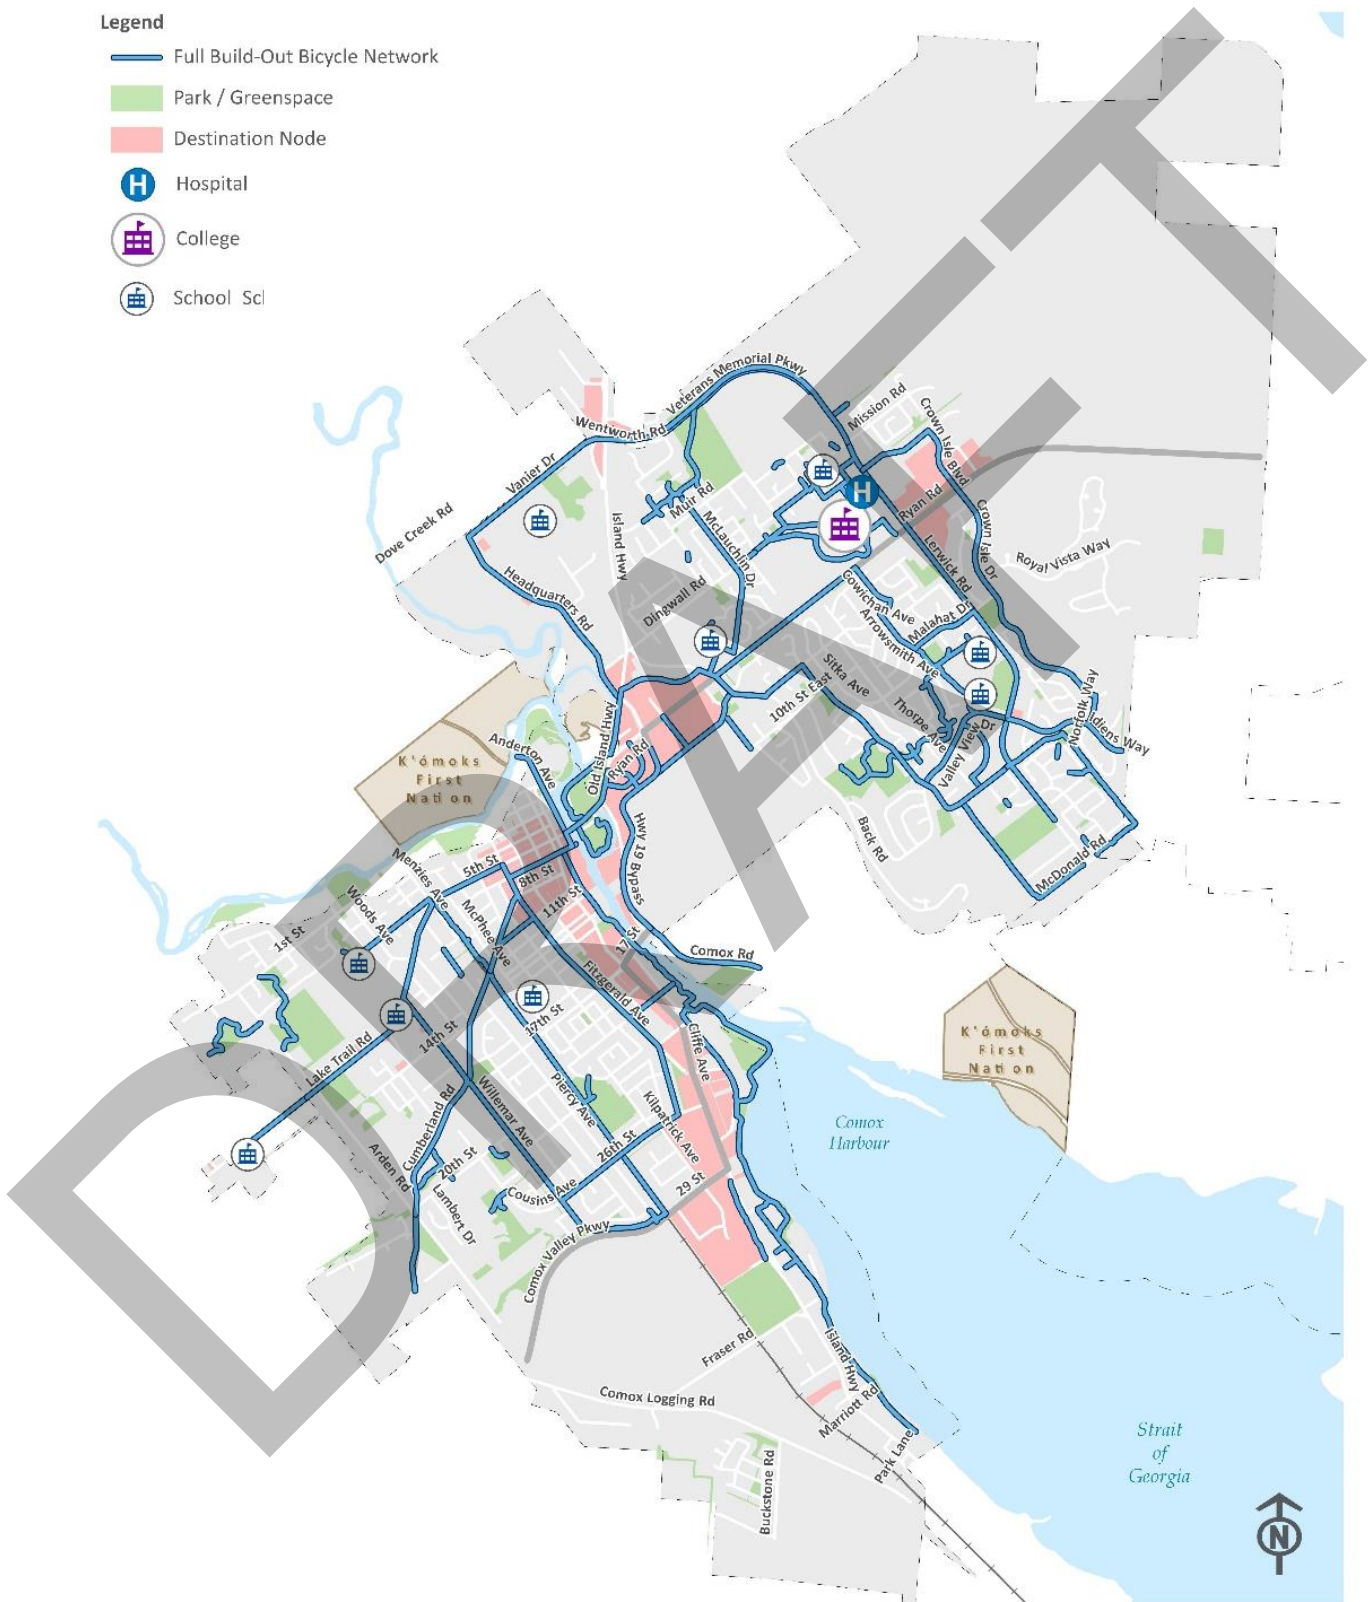 Legend
Full Build-Out Bicycle Network
Park / Greenspace
Destination Node
H
Hospital
College
School Scl
Veterans Memorial Pkwy
Mission Rd
Crown Isle Blvd
Wentworth Rd
Vanier Dr
Dove Creek Rd
Island Hwy
Muir Rd
McLauchlin Dr
H
Ryan Rd
Lerwick Rd
Crown Isle Dr
Royal Vista Way
Headquarters Rd
Dingwall Rd
Cowichan Ave
Malahat Dr
Arrowsmith Ave
Sitka Ave
10th St East
Thorpe Ave
Valley View Dr
Norfolk Way
Idiens Way
Anderton Ave
Old Island Hwy
Ryan Rd
K'ómoks
First
Nation
Hwy 19 Bypass
Back Rd
McDonald Rd
Menzies Ave
5th St
8th St
11th St
Woods Ave
McPhee Ave
1st St
17 St
Comox Rd
Fitzgerald Ave
17th St
14th St
Lake Trail Rd
Cliffe Ave
K'ómoks
First
Nation
Willemar Ave
Piercy Ave
Kilpatrick Ave
Cumberland Rd
26th St
Comox
Harbour
Arden Rd
20th St
Cousins Ave
29 St
Lambert Dr
Comox Valley Pkwy
Fraser Rd
Island Hwy
Comox Logging Rd
Marriott Rd
Park Lane
Buckstone Rd
Strait
of
Georgia
N
DRAFT